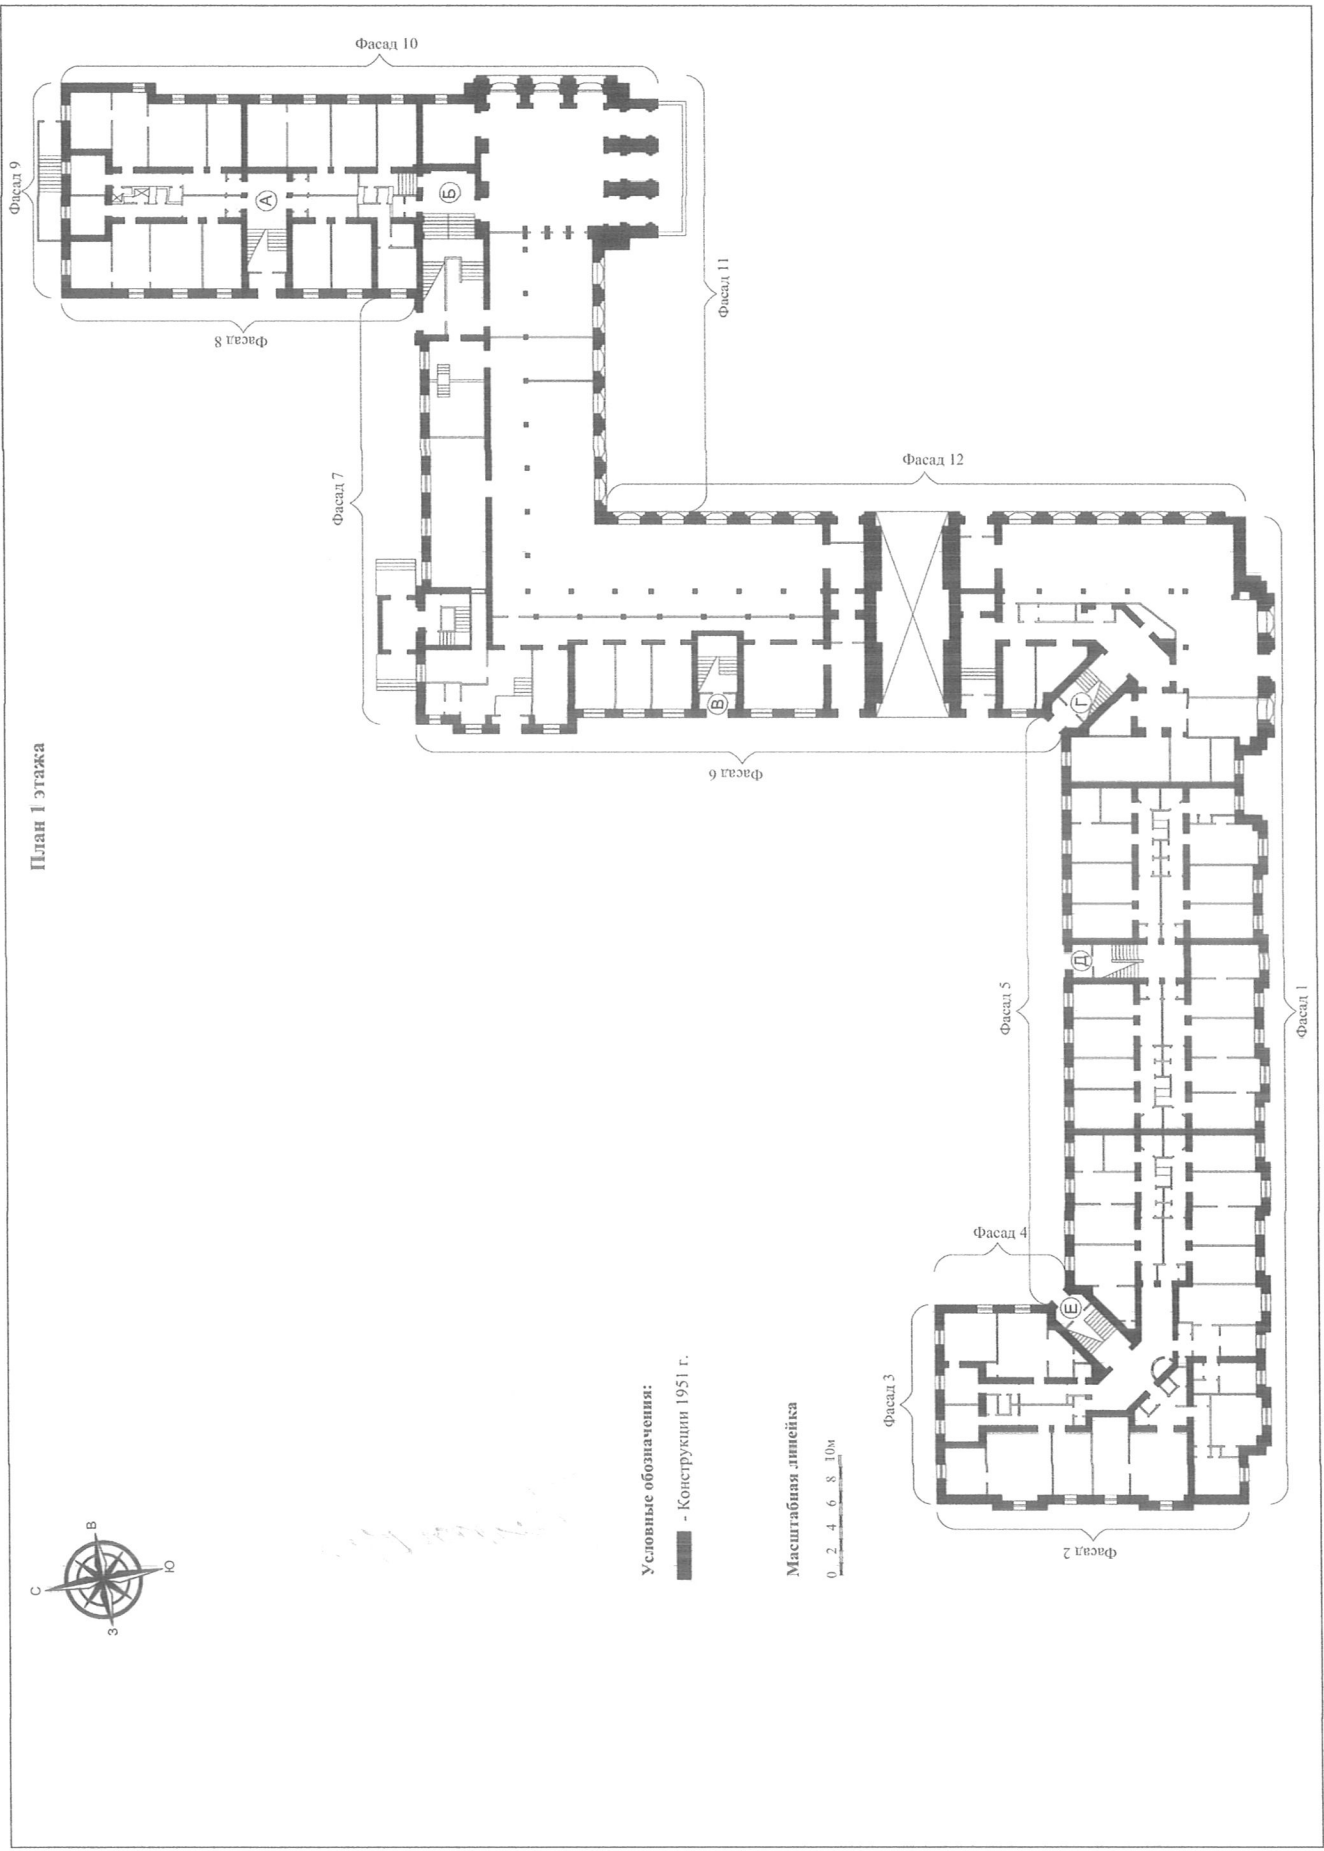 План 1 этажа
Фасад 10
Фасад 9
А
Б
Фасад 11
Фасад 8
Фасад 7
Фасад 12
В
Г
Фасад 6
Д
Фасад 5
Фасад 1
Фасад 4
Е
Фасад 3
Фасад 2
С
В
Ю
З
Условные обозначения:
- Конструкции 1951 г.
Масштабная линейка
0 2 4 6 8 10м